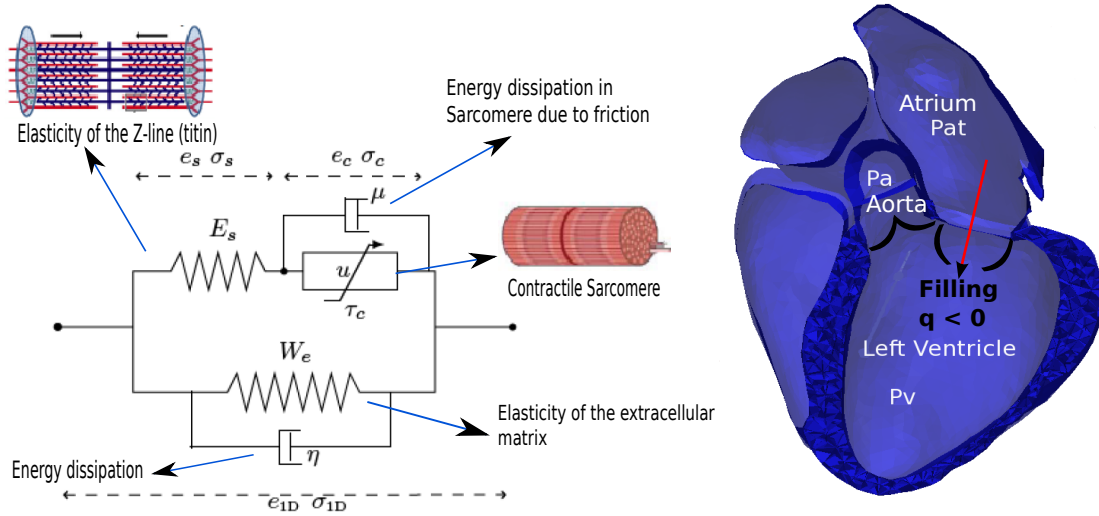 Elasticity of the Z-line (titin)
Energy dissipation in
Sarcomere due to friction
e_s σ_s
e_c σ_c
μ
E_s
u
τ_c
Contractile Sarcomere
W_e
Elasticity of the extracellular
matrix
Energy dissipation
η
e_1D σ_1D
Atrium
Pat
Pa
Aorta
Filling
q < 0
Left Ventricle
Pv